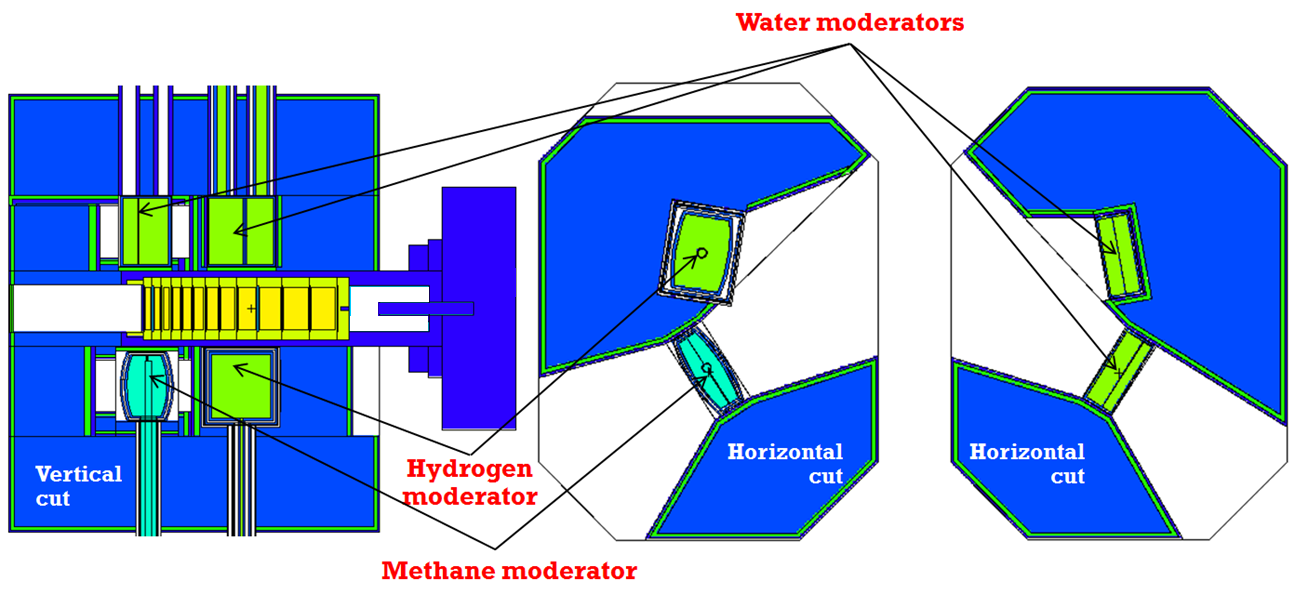 Water moderators
Vertical
cut
Hydrogen
moderator
Horizontal
cut
Horizontal
cut
Methane moderator